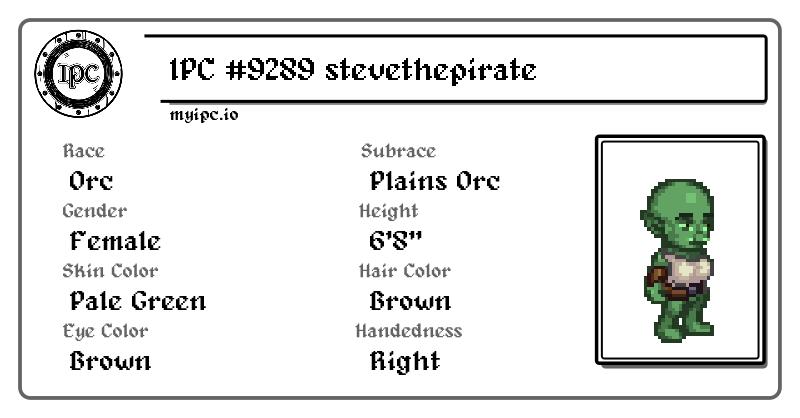 IPC
IPC #9289 stevethepirate
myipc.io
Race
Orc
Subrace
Plains Orc
Gender
Female
Height
6'8"
Skin Color
Pale Green
Hair Color
Brown
Eye Color
Brown
Handedness
Right